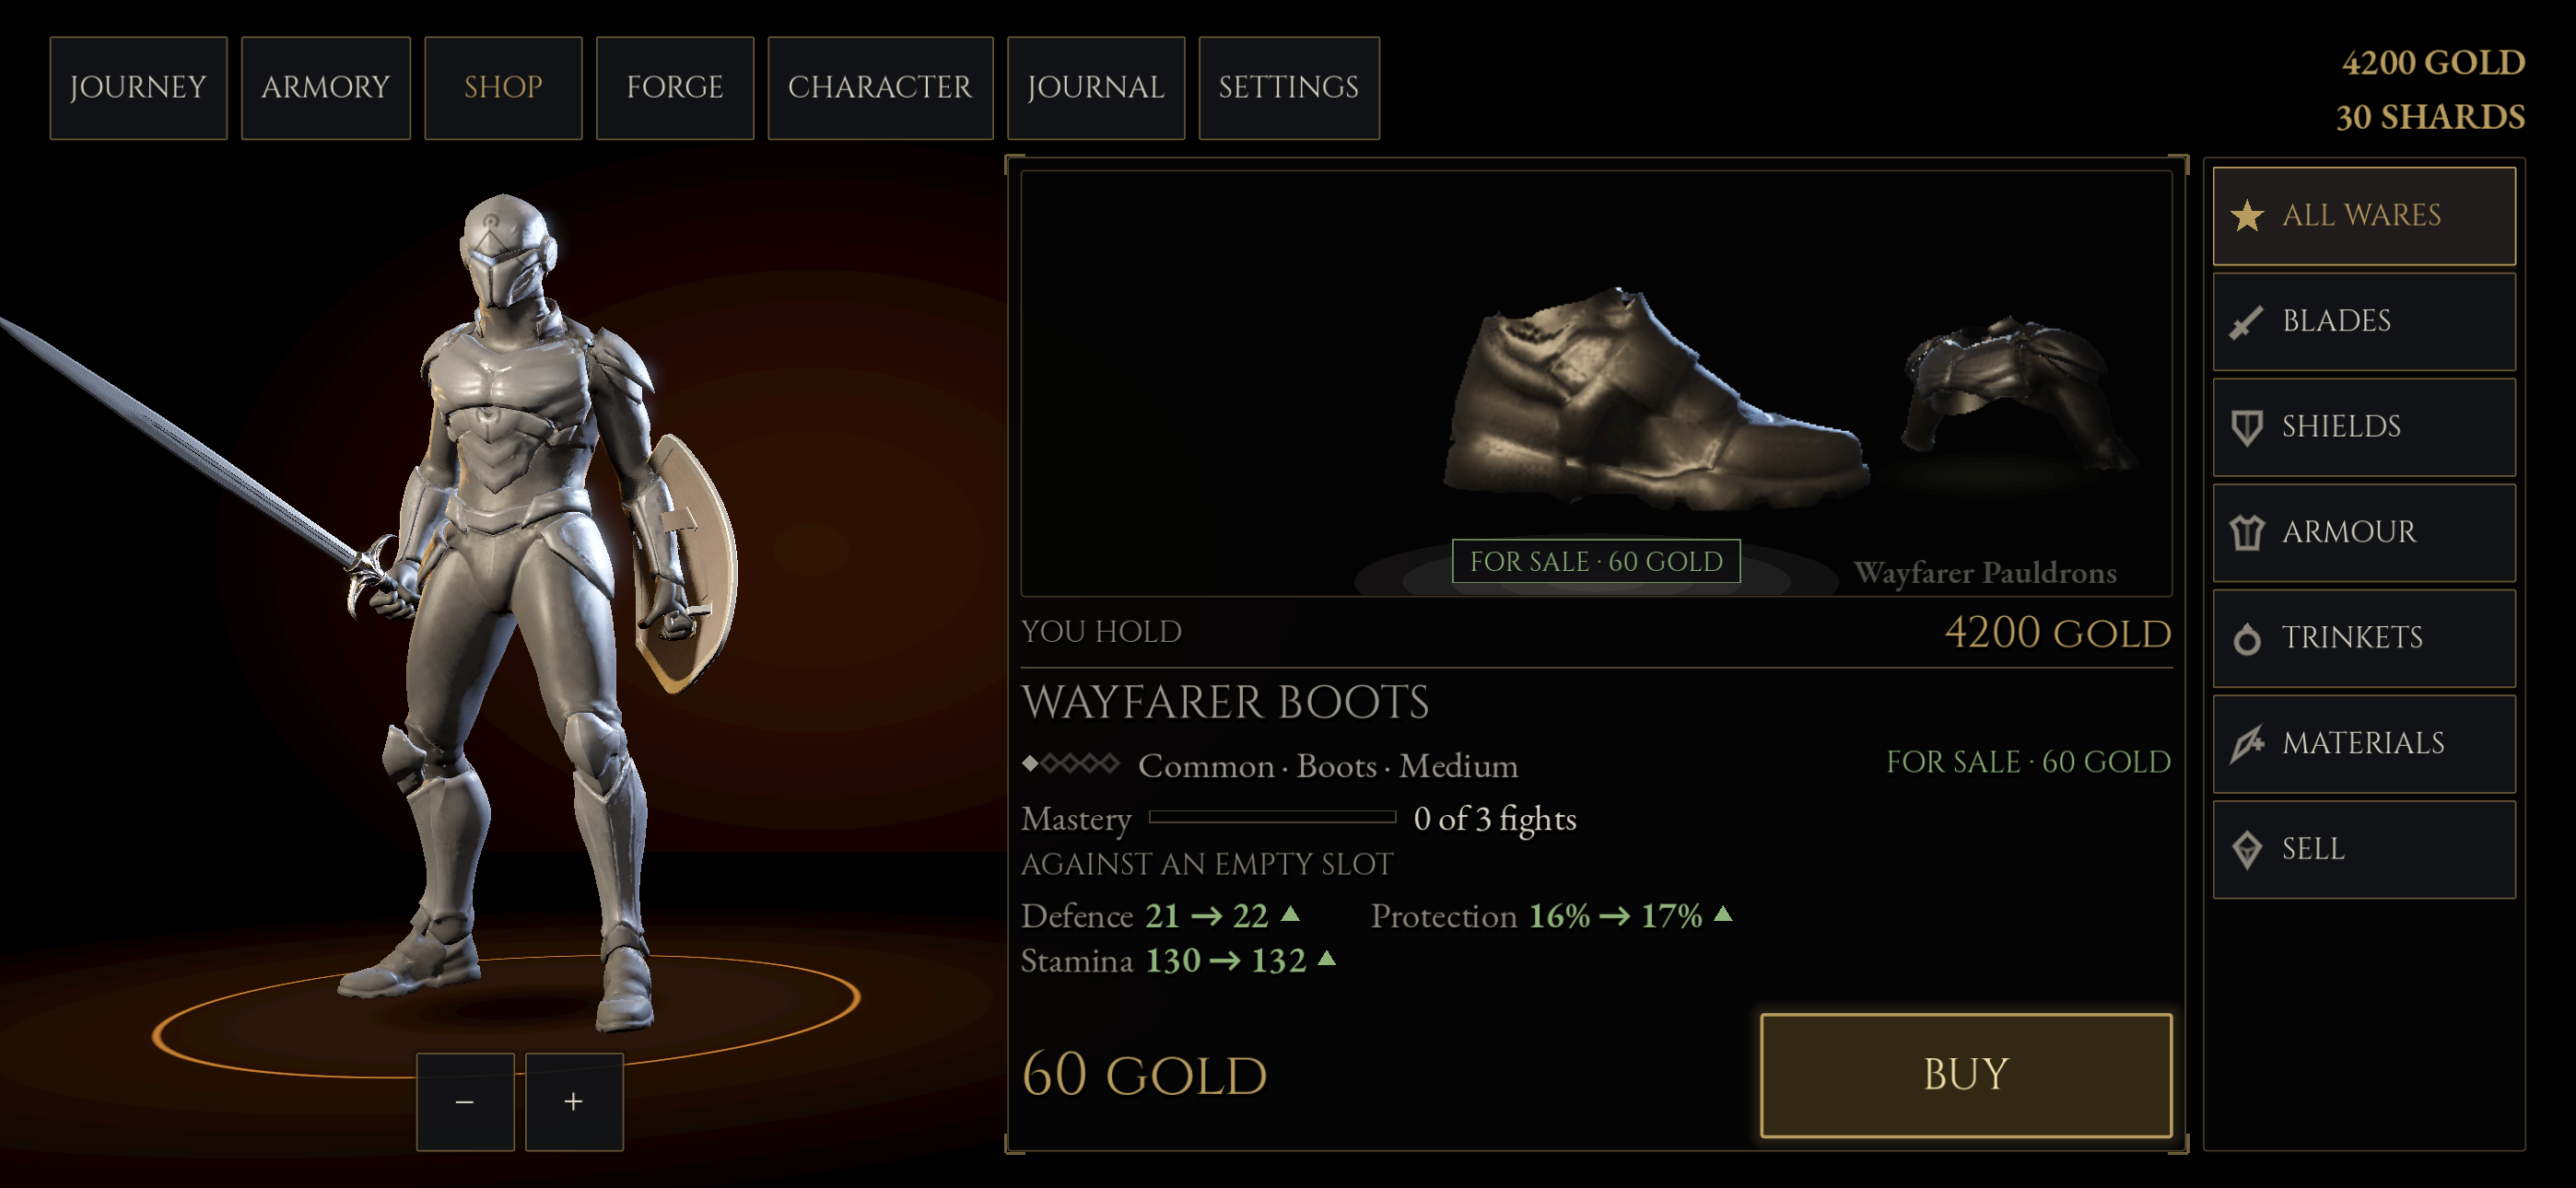 JOURNEY
ARMORY
SHOP
FORGE
CHARACTER
JOURNAL
SETTINGS
4200 GOLD
30 SHARDS
FOR SALE · 60 GOLD
Wayfarer Pauldrons
YOU HOLD
4200 GOLD
WAYFARER BOOTS
Common · Boots · Medium
FOR SALE · 60 GOLD
Mastery 0 of 3 fights
AGAINST AN EMPTY SLOT
Defence 21 → 22 ▲ Protection 16% → 17% ▲
Stamina 130 → 132 ▲
60 GOLD
BUY
ALL WARES
BLADES
SHIELDS
ARMOUR
TRINKETS
MATERIALS
SELL
− +